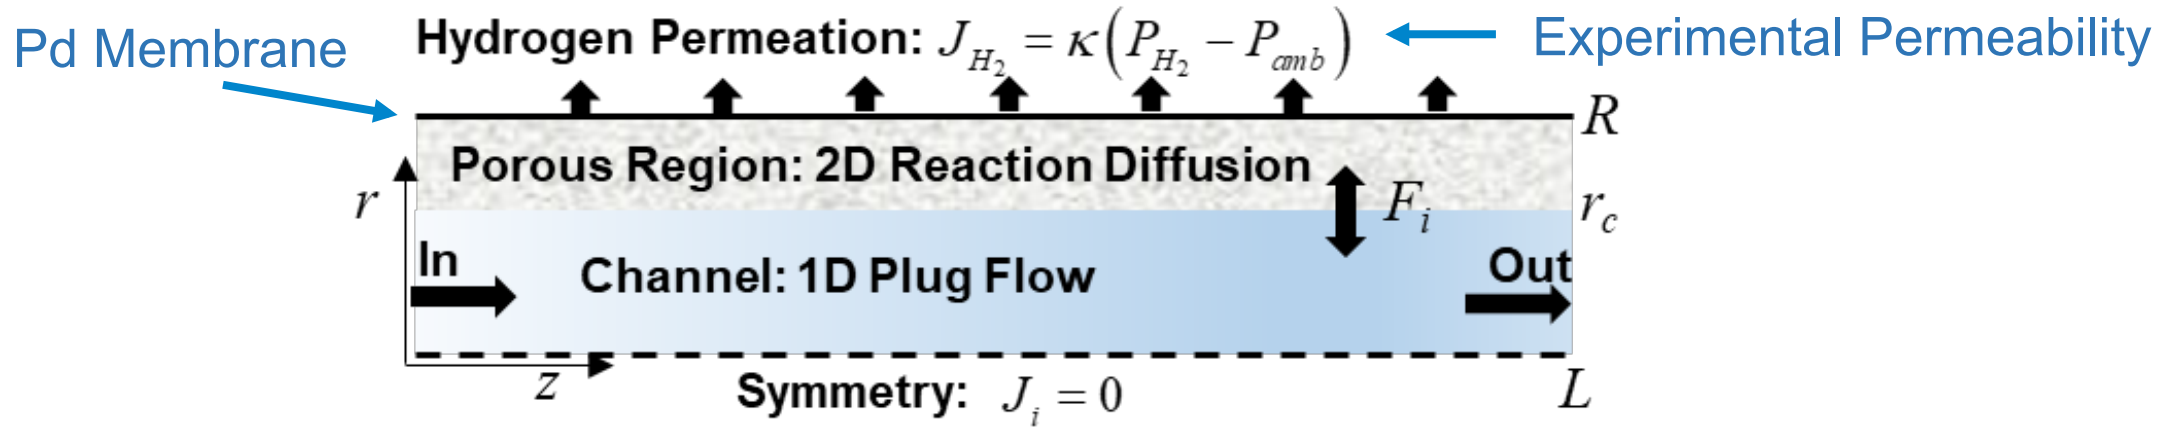 Pd Membrane
Hydrogen Permeation: J_{H_2} = κ(P_{H_2} − P_{amb})
Experimental Permeability
R
Porous Region: 2D Reaction Diffusion
r
F_i
r_c
In
Channel: 1D Plug Flow
Out
z
Symmetry: J_i = 0
L